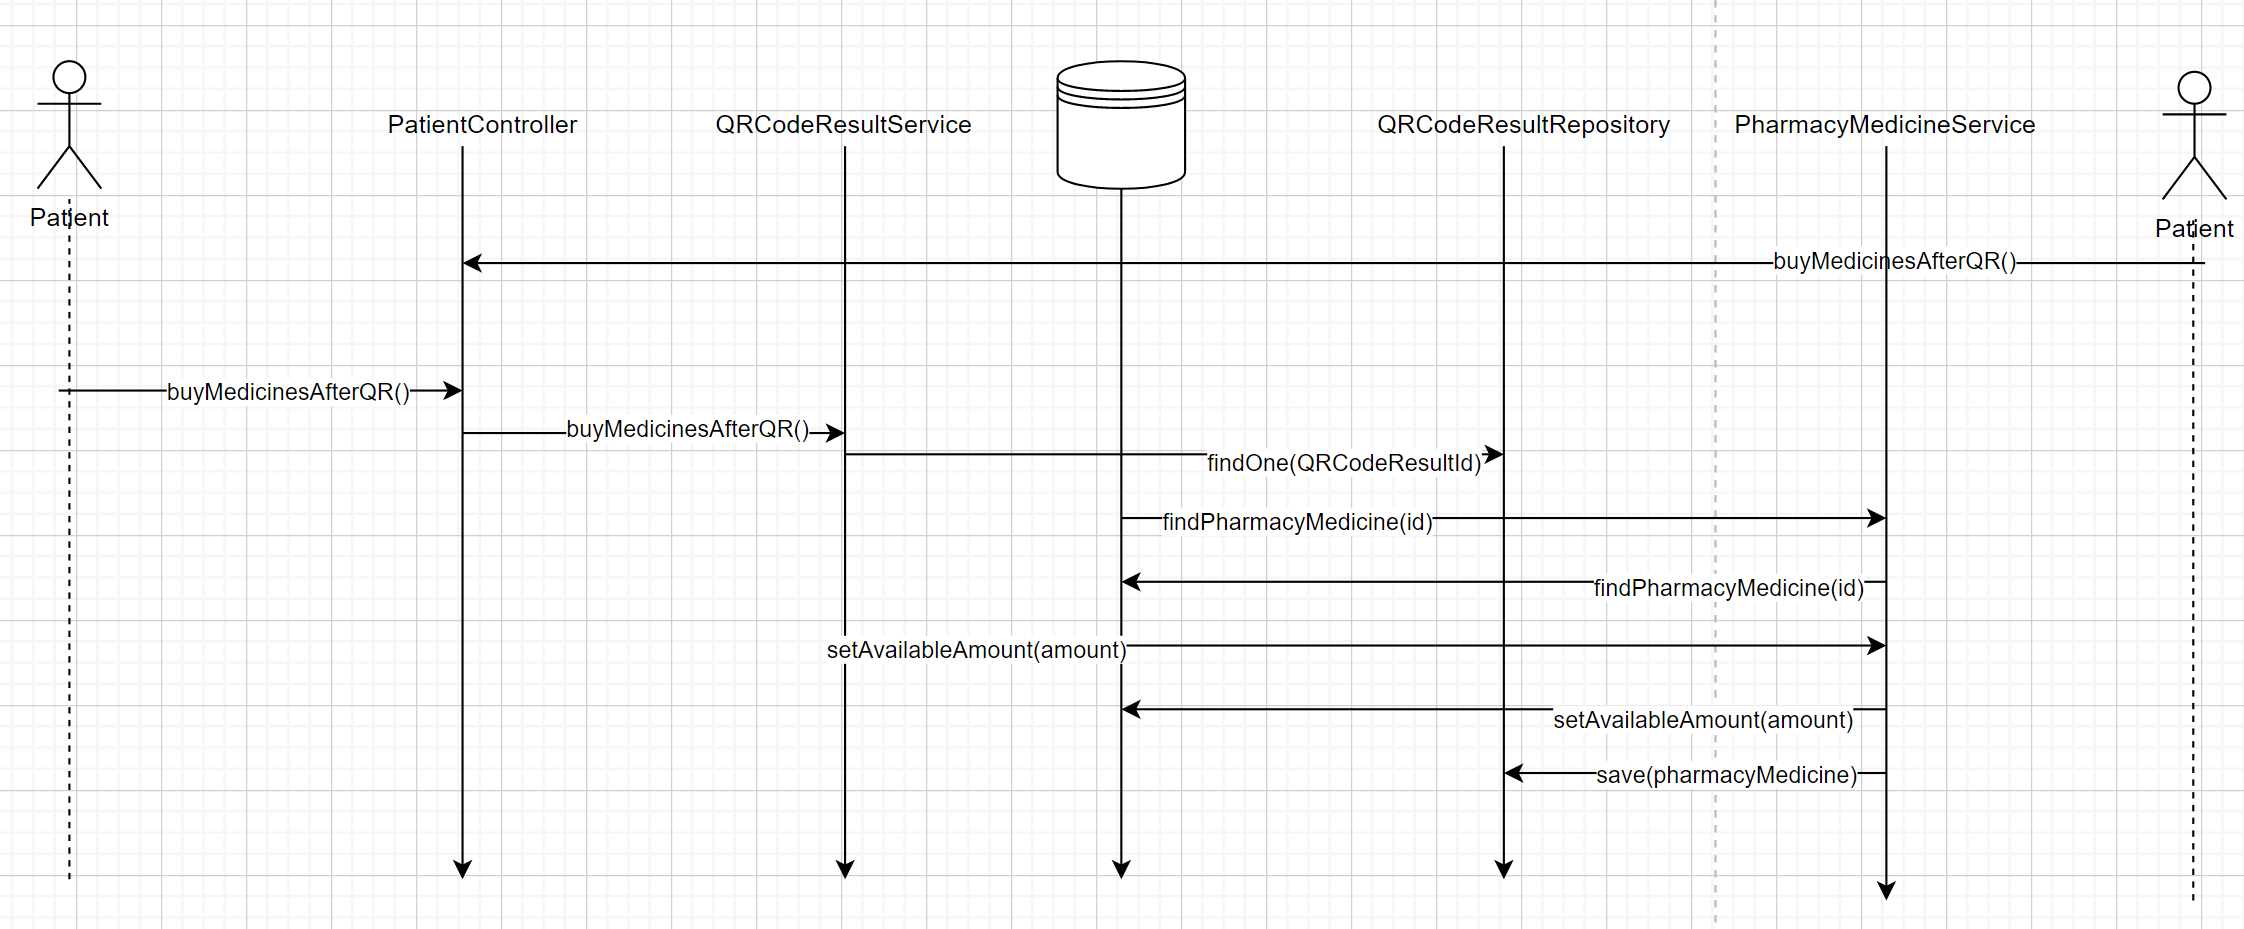 PatientController
QRCodeResultService
QRCodeResultRepository
PharmacyMedicineService
Patient
Patient
buyMedicinesAfterQR()
buyMedicinesAfterQR()
buyMedicinesAfterQR()
findOne(QRCodeResultId)
findPharmacyMedicine(id)
findPharmacyMedicine(id)
setAvailableAmount(amount)
setAvailableAmount(amount)
save(pharmacyMedicine)